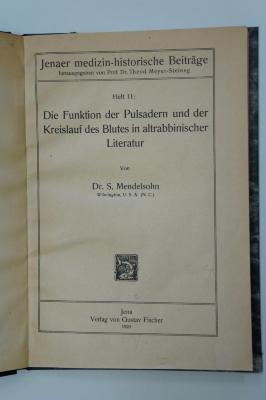 Jenaer medizin-historische Beiträge
herausgegeben von Prof. Dr. Theod. Meyer-Steineg
Heft 11:
Die Funktion der Pulsadern und der
Kreislauf des Blutes in altrabbinischer
Literatur
Von
Dr. S. Mendelsohn
Wilmington, U. S. A. (N. C.)
Jena
Verlag von Gustav Fischer
1920